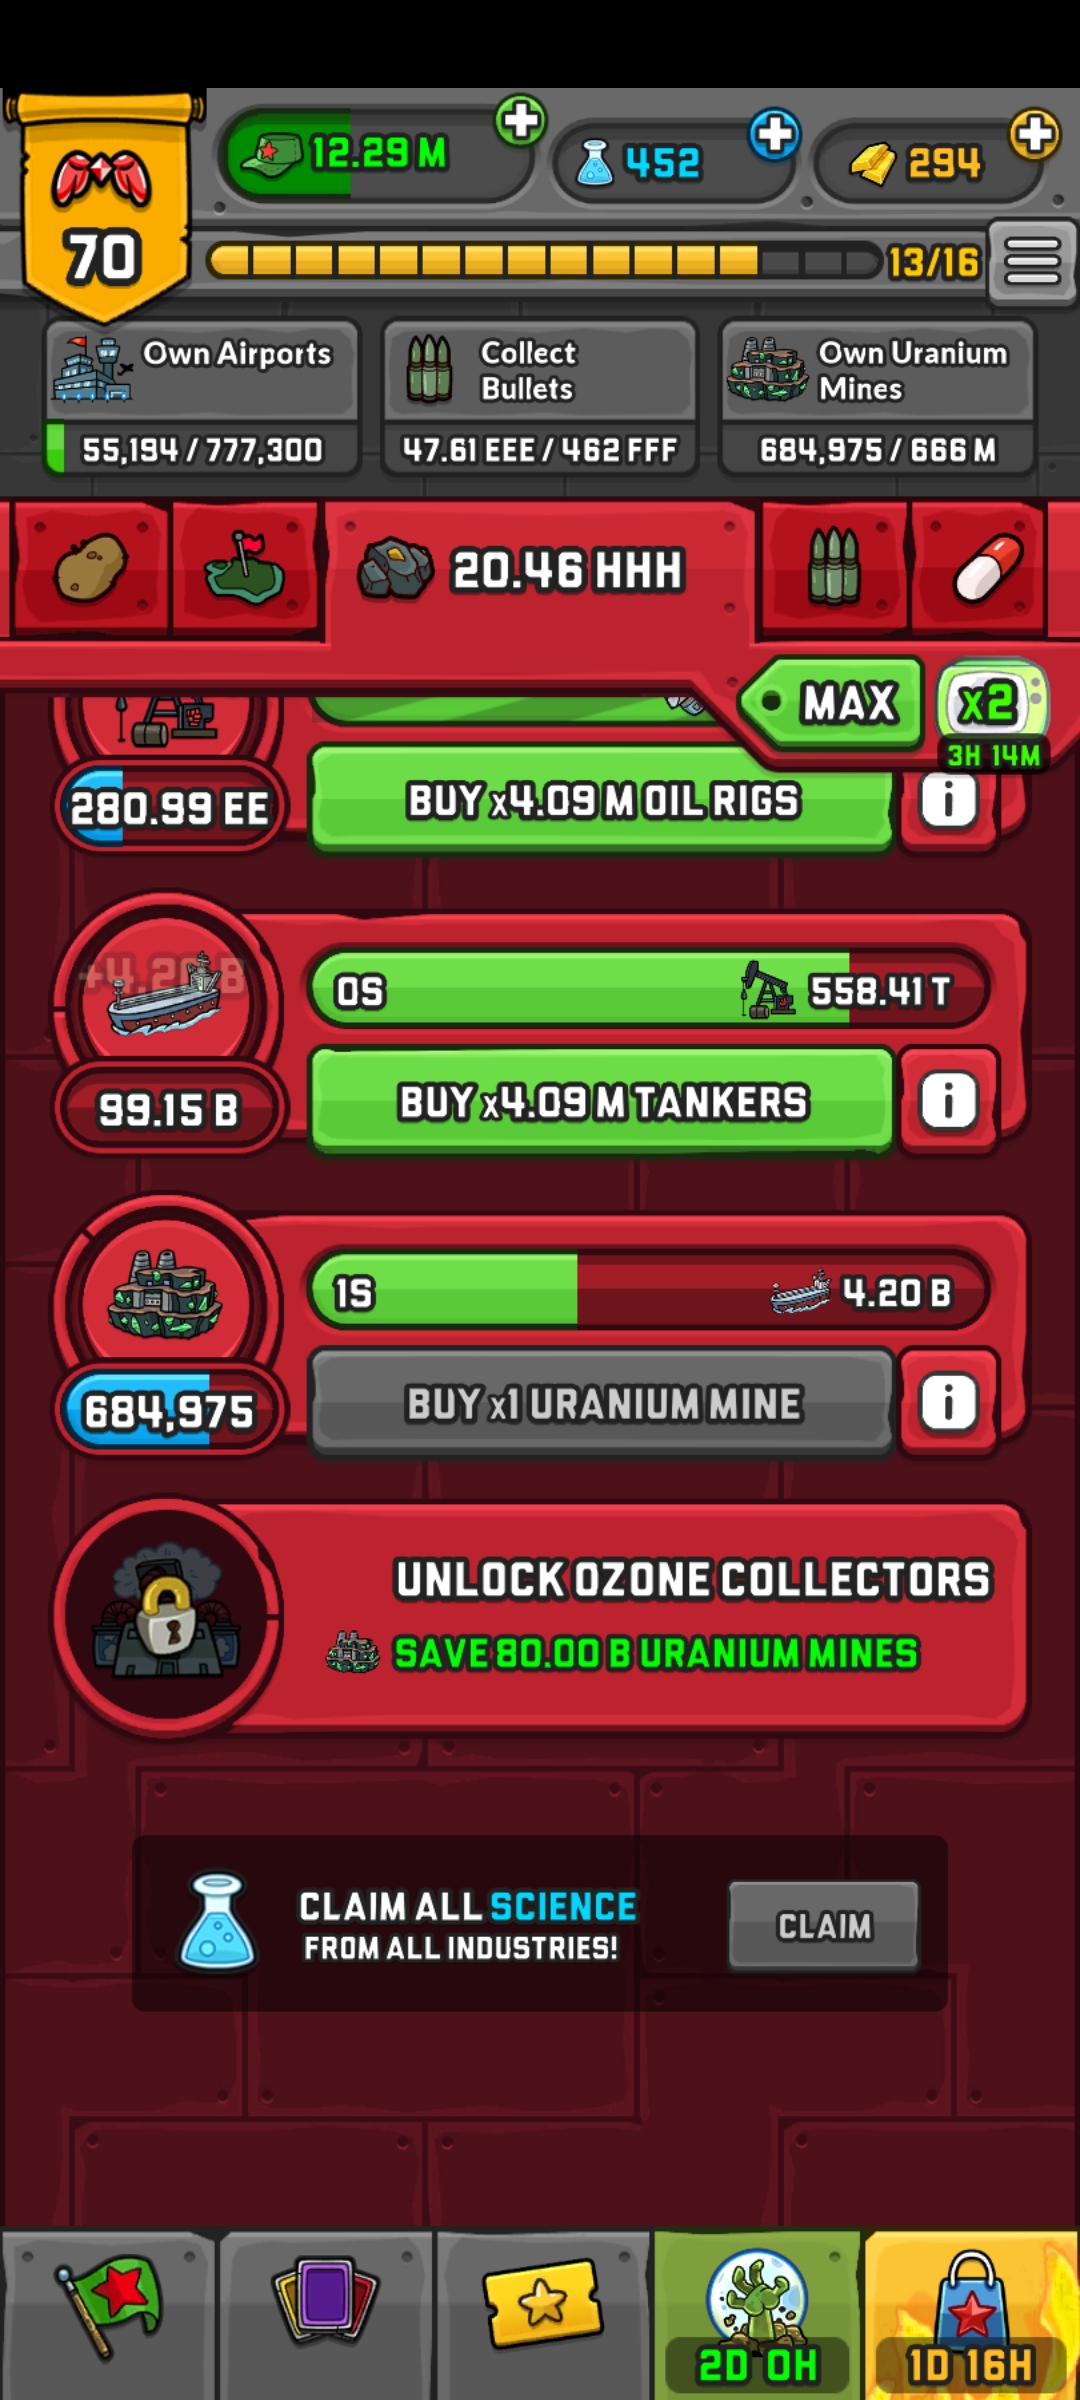 12.29 M
452
294
70
13/16
Own Airports
55,194 / 777,300
Collect
Bullets
47.61 EEE / 462 FFF
Own Uranium
Mines
684,975 / 666 M
20.46 HHH
MAX
x2
3H 14M
280.99 EE
BUY x4.09 M OIL RIGS
i
+4.20 B
0S
558.41 T
99.15 B
BUY x4.09 M TANKERS
i
1S
4.20 B
684,975
BUY x1 URANIUM MINE
i
UNLOCK OZONE COLLECTORS
SAVE 80.00 B URANIUM MINES
CLAIM ALL SCIENCE
FROM ALL INDUSTRIES!
CLAIM
2D 0H
1D 16H